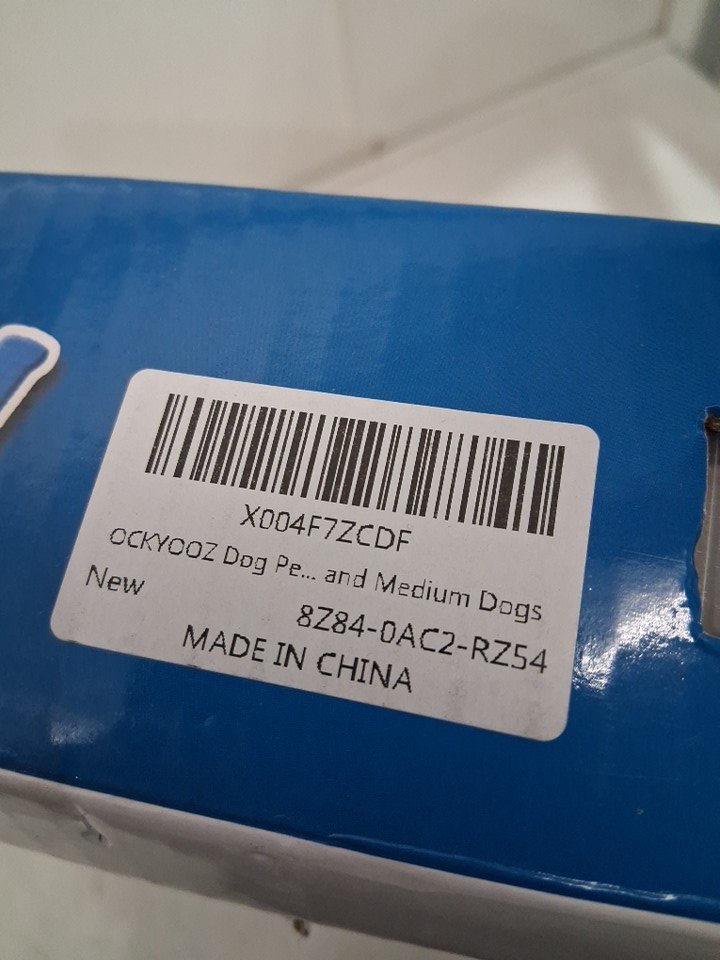 X004F7ZCDF
OCKYOOZ Dog Pe... and Medium Dogs
New
8Z84-0AC2-RZ54
MADE IN CHINA